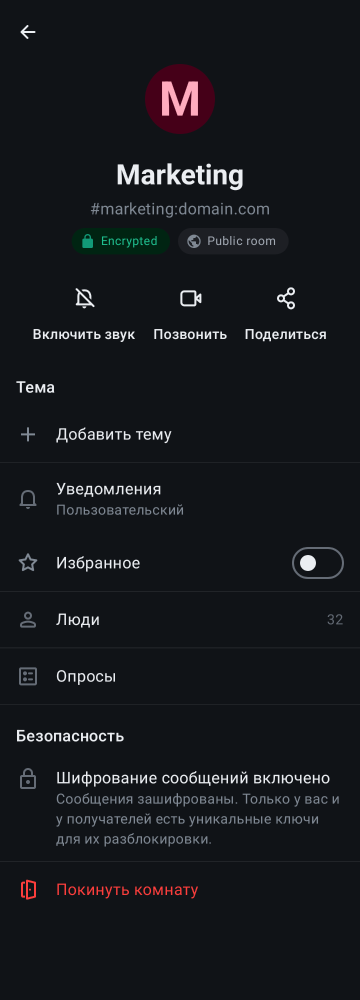 M
Marketing
#marketing:domain.com
Encrypted Public room
Включить звук Позвонить Поделиться
Тема
Добавить тему
Уведомления
Пользовательский
Избранное
Люди 32
Опросы
Безопасность
Шифрование сообщений включено
Сообщения зашифрованы. Только у вас и
у получателей есть уникальные ключи
для их разблокировки.
Покинуть комнату